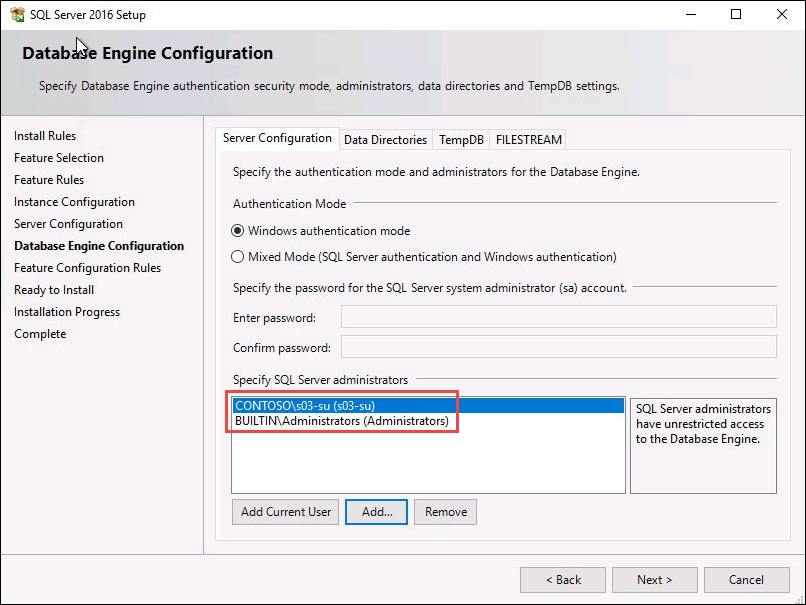 SQL Server 2016 Setup
Database Engine Configuration
Specify Database Engine authentication security mode, administrators, data directories and TempDB settings.
Install Rules
Feature Selection
Feature Rules
Instance Configuration
Server Configuration
Database Engine Configuration
Feature Configuration Rules
Ready to Install
Installation Progress
Complete
Server Configuration
Data Directories
TempDB
FILESTREAM
Specify the authentication mode and administrators for the Database Engine.
Authentication Mode
Windows authentication mode
Mixed Mode (SQL Server authentication and Windows authentication)
Specify the password for the SQL Server system administrator (sa) account.
Enter password:
Confirm password:
Specify SQL Server administrators
CONTOSO\s03-su (s03-su)
BUILTIN\Administrators (Administrators)
SQL Server administrators
have unrestricted access
to the Database Engine.
Add Current User
Add...
Remove
< Back
Next >
Cancel